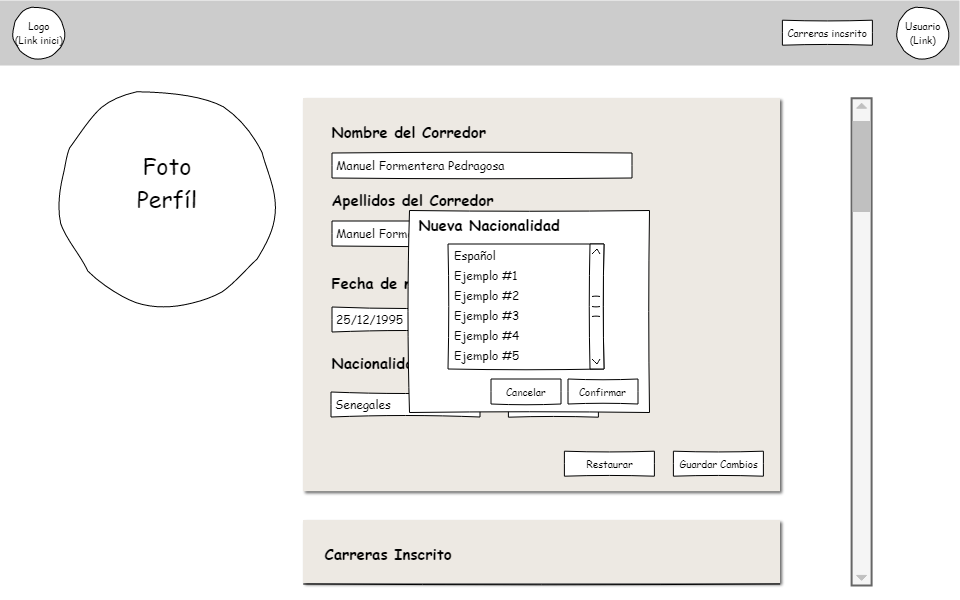 Logo
(Link inici)
Carreras incsrito
Usuario
(Link)
Foto
Perfíl
Nombre del Corredor
Manuel Formentera Pedragosa
Apellidos del Corredor
Manuel Form
Fecha de
25/12/1995
Nacionalid
Senegales
Nueva Nacionalidad
Español
Ejemplo #1
Ejemplo #2
Ejemplo #3
Ejemplo #4
Ejemplo #5
Cancelar
Confirmar
Restaurar
Guardar Cambios
Carreras Inscrito